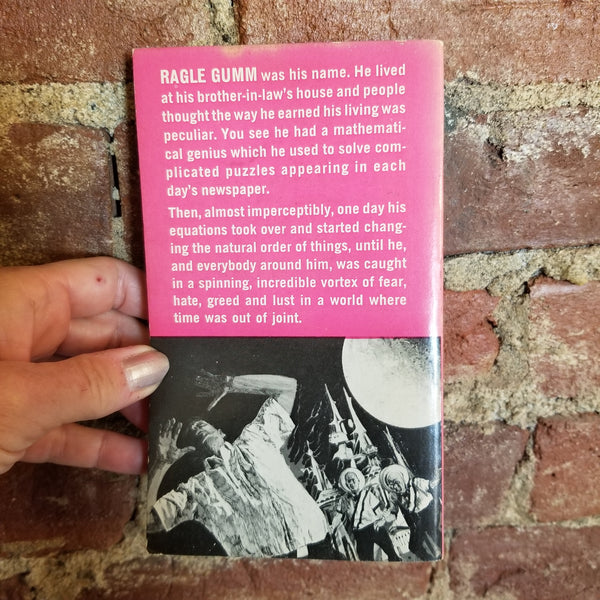 RAGLE GUMM was his name. He lived
at his brother-in-law's house and people
thought the way he earned his living was
peculiar. You see he had a mathemati-
cal genius which he used to solve com-
plicated puzzles appearing in each
day's newspaper.
Then, almost imperceptibly, one day his
equations took over and started chang-
ing the natural order of things, until he,
and everybody around him, was caught
in a spinning, incredible vortex of fear,
hate, greed and lust in a world where
time was out of joint.